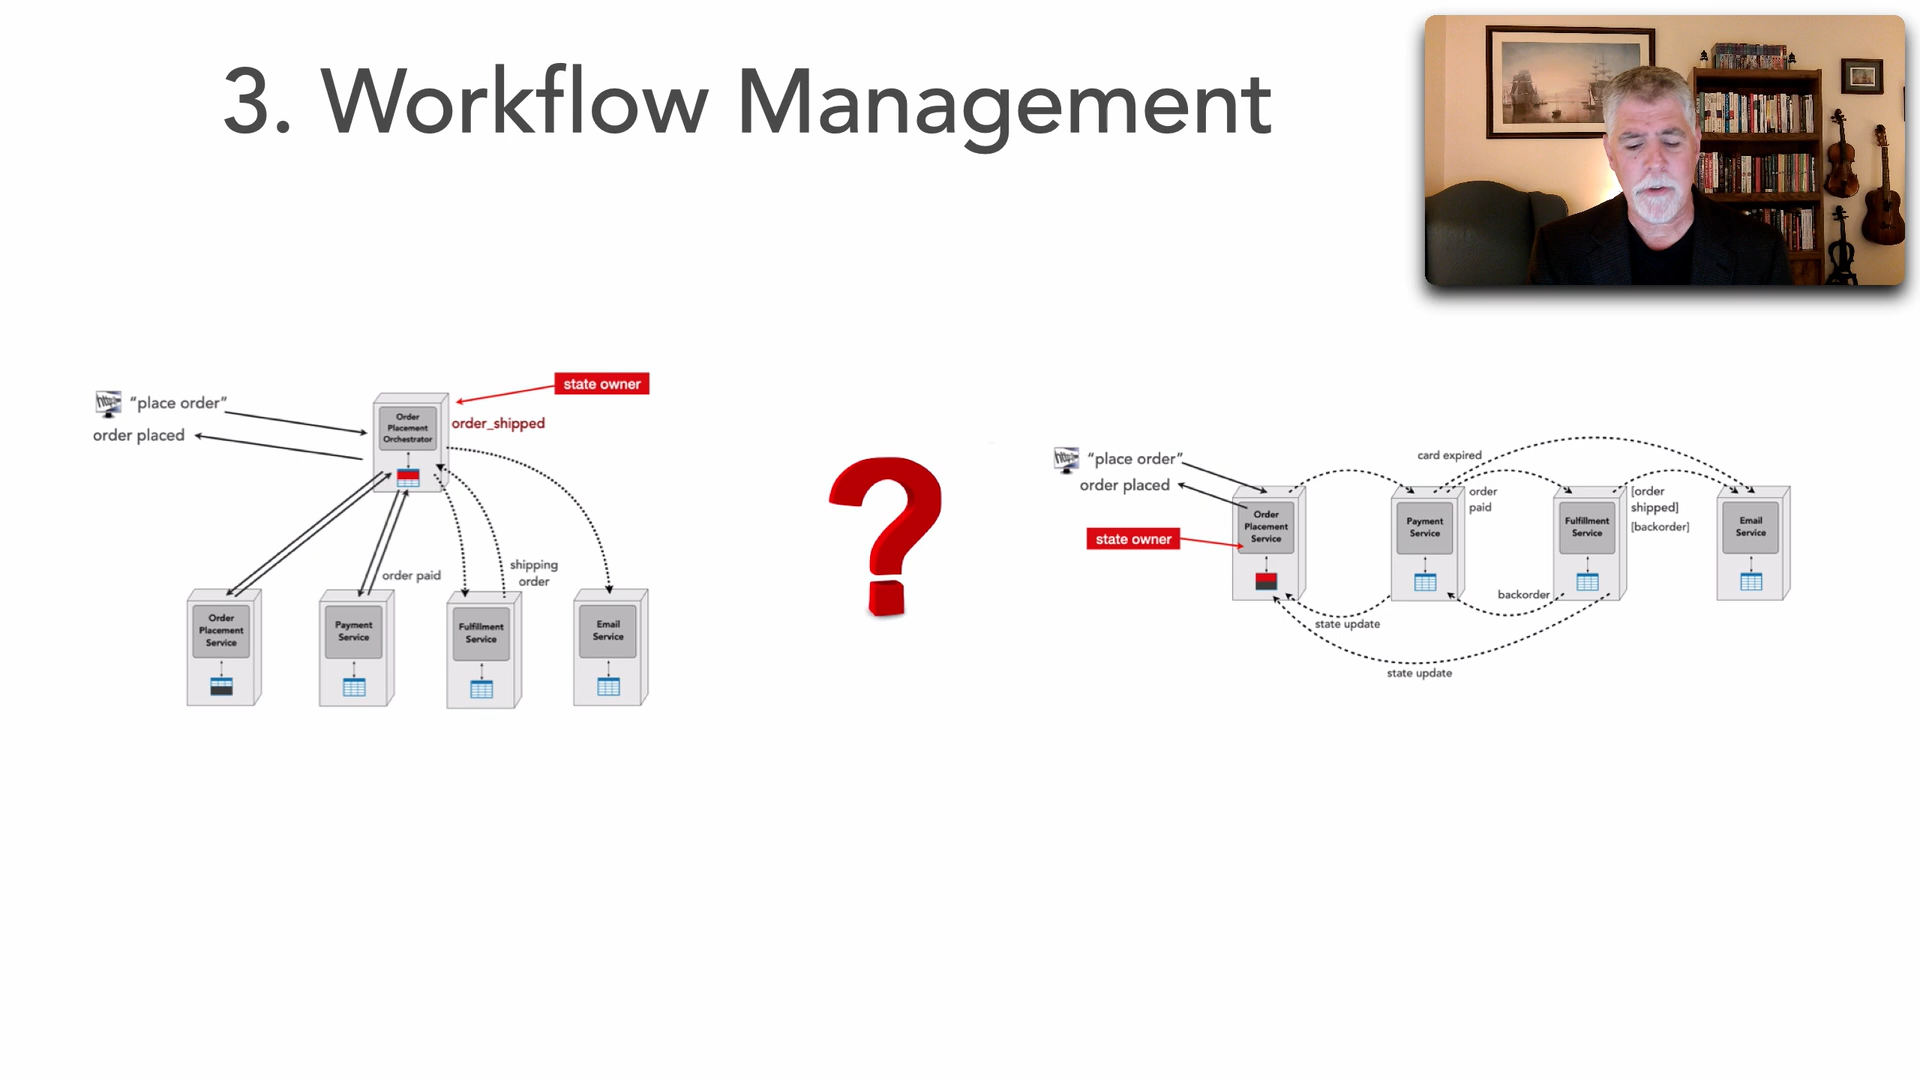 3. Workflow Management
state owner
http://
"place order"
order placed
Order
Placement
Orchestrator
order_shipped
order paid
shipping
order
Order
Placement
Service
Payment
Service
Fulfillment
Service
Email
Service
http://
“place order”
order placed
state owner
card expired
Order
Placement
Service
Payment
Service
order
paid
Fulfillment
Service
[order
shipped]
[backorder]
Email
Service
backorder
state update
state update